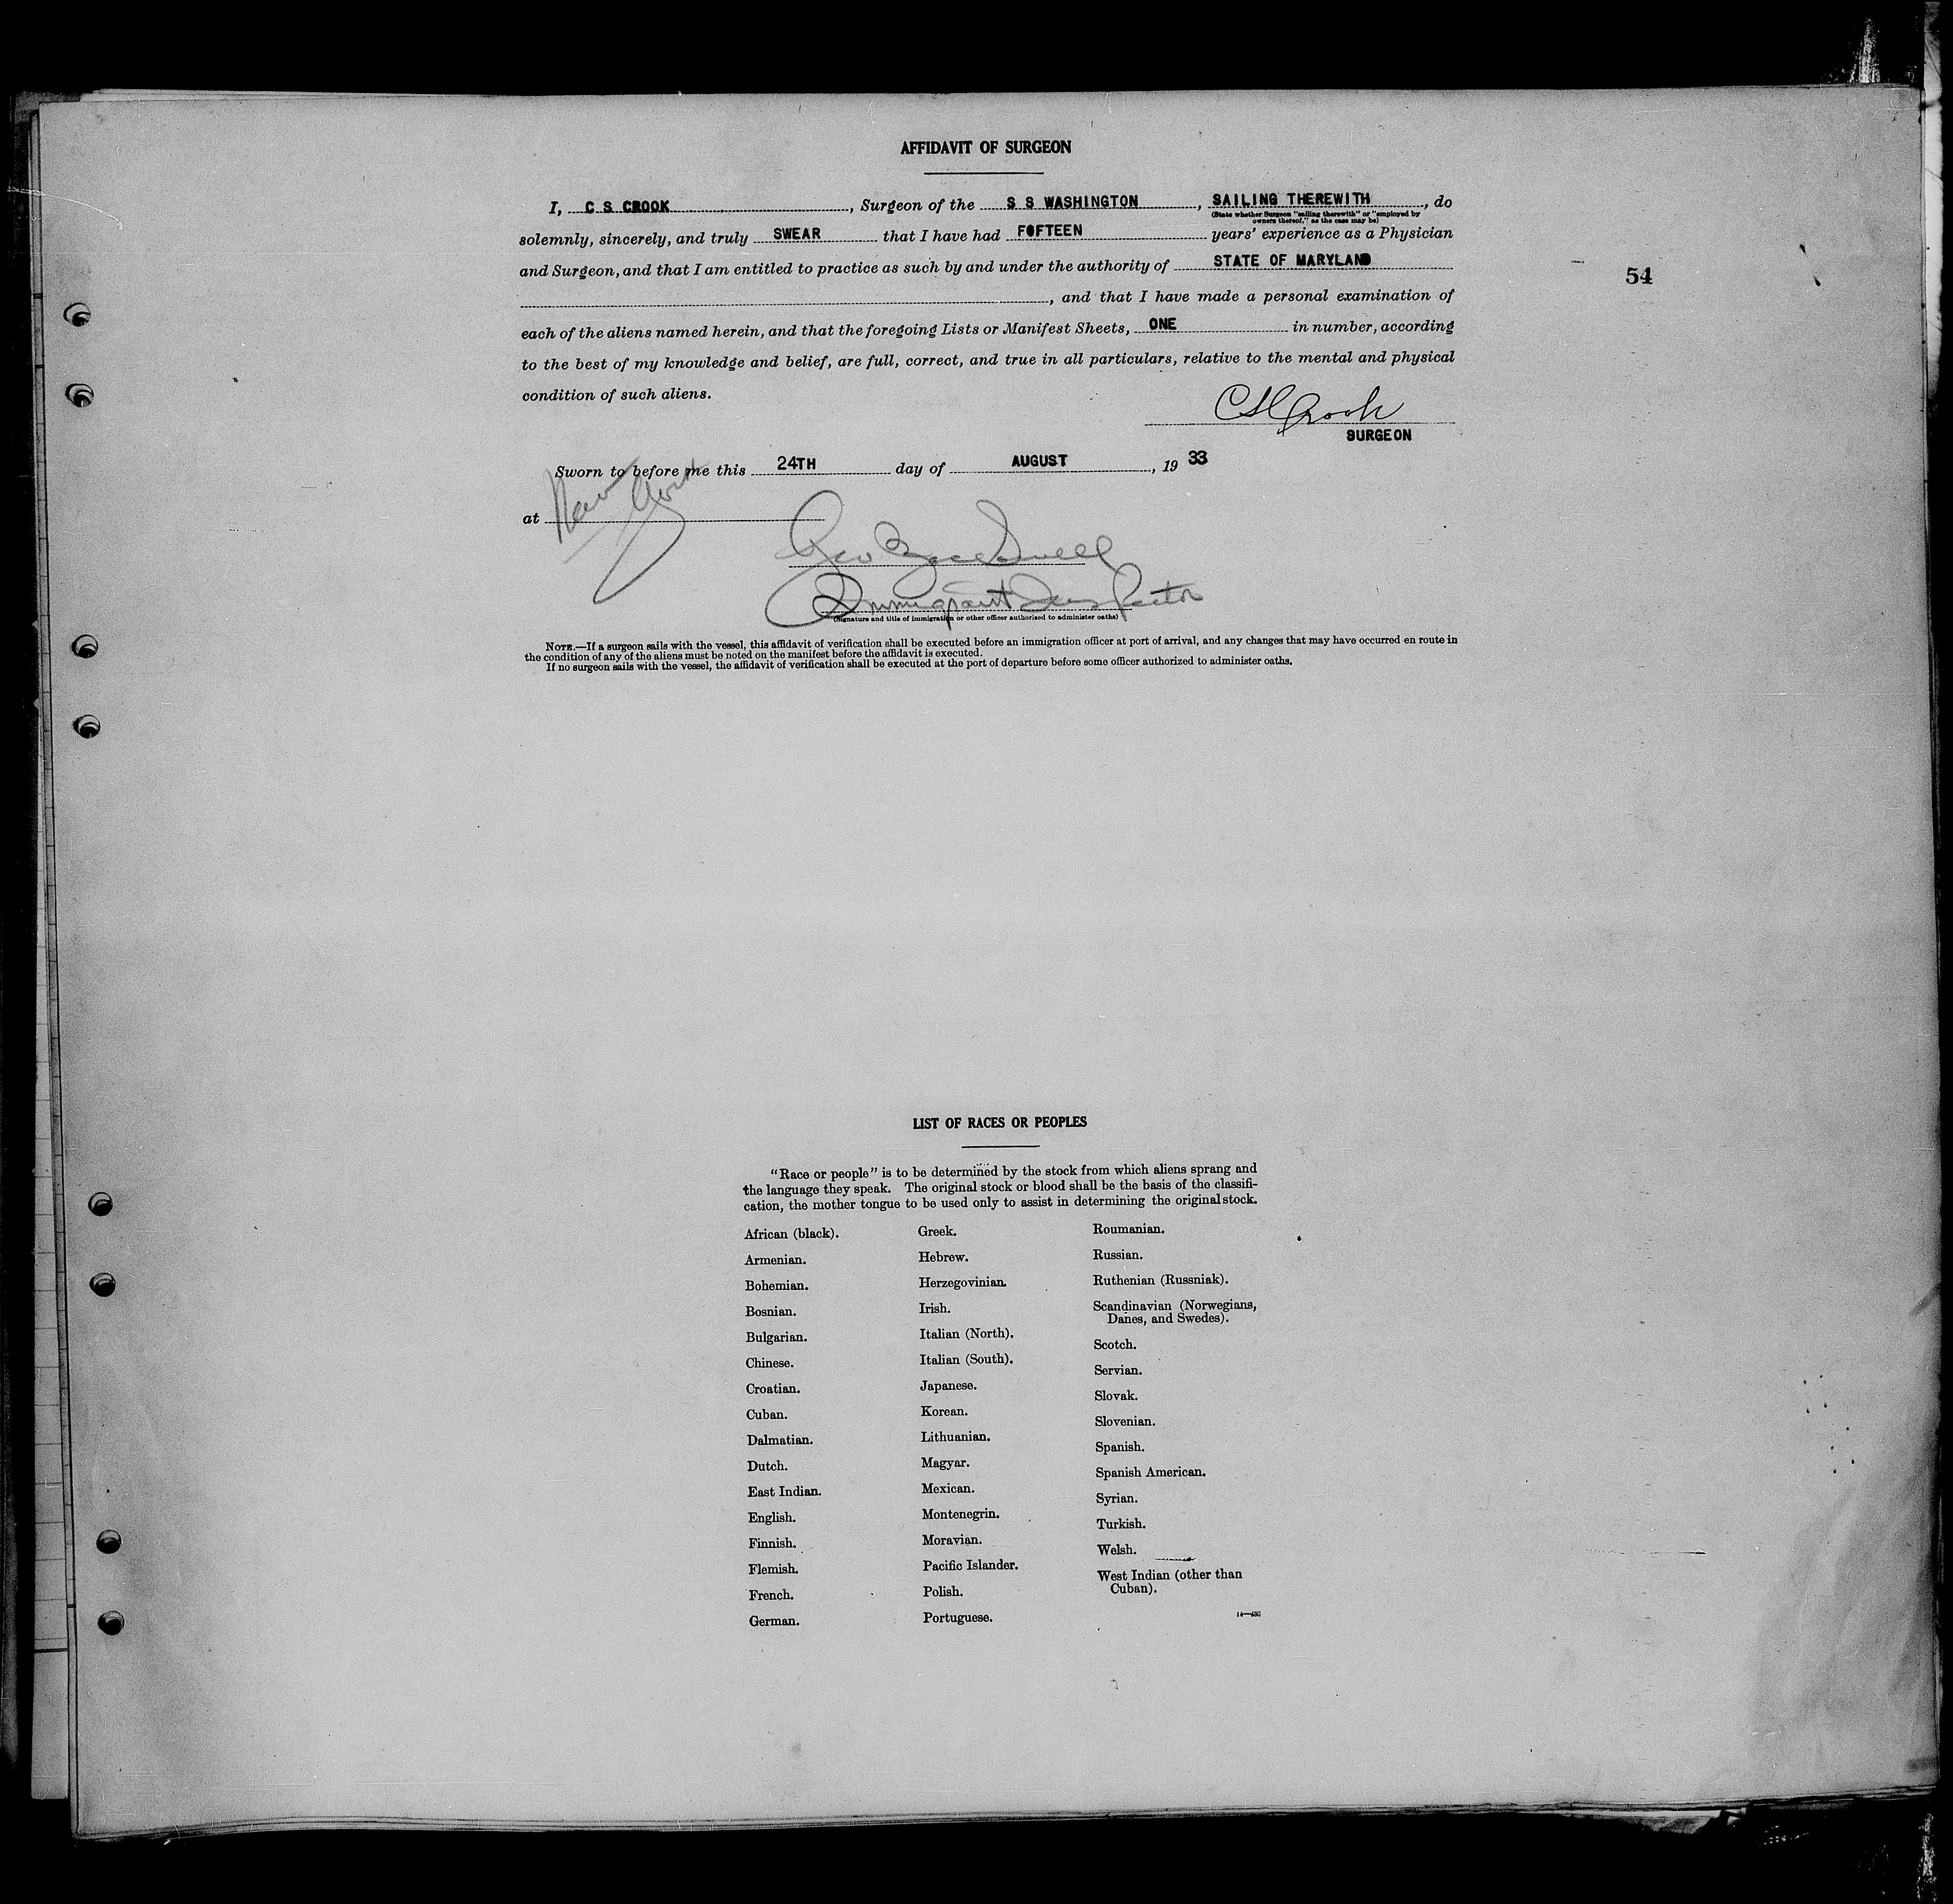 AFFIDAVIT OF SURGEON
I, C S CROOK, Surgeon of the S S WASHINGTON, SAILING THEREWITH, do
(State whether Surgeon "sailing therewith" or "employed by
owners thereof," as the case may be)
solemnly, sincerely, and truly SWEAR that I have had FOFTEEN years' experience as a Physician
and Surgeon, and that I am entitled to practice as such by and under the authority of STATE OF MARYLAND
54
, and that I have made a personal examination of
each of the aliens named herein, and that the foregoing Lists or Manifest Sheets, ONE in number, according
to the best of my knowledge and belief, are full, correct, and true in all particulars, relative to the mental and physical
condition of such aliens.
C S Crook
SURGEON
Sworn to before me this 24TH day of AUGUST, 19 33
at New York
Geo
Immigrant Inspector
(Signature and title of immigration or other officer authorized to administer oaths)
NOTE.—If a surgeon sails with the vessel, this affidavit of verification shall be executed before an immigration officer at port of arrival, and any changes that may have occurred en route in
the condition of any of the aliens must be noted on the manifest before the affidavit is executed.
If no surgeon sails with the vessel, the affidavit of verification shall be executed at the port of departure before some officer authorized to administer oaths.
LIST OF RACES OR PEOPLES
"Race or people" is to be determined by the stock from which aliens sprang and
the language they speak. The original stock or blood shall be the basis of the classifi-
cation, the mother tongue to be used only to assist in determining the original stock.
African (black).
Armenian.
Bohemian.
Bosnian.
Bulgarian.
Chinese.
Croatian.
Cuban.
Dalmatian.
Dutch.
East Indian.
English.
Finnish.
Flemish.
French.
German.
Greek.
Hebrew.
Herzegovinian.
Irish.
Italian (North).
Italian (South).
Japanese.
Korean.
Lithuanian.
Magyar.
Mexican.
Montenegrin.
Moravian.
Pacific Islander.
Polish.
Portuguese.
Roumanian.
Russian.
Ruthenian (Russniak).
Scandinavian (Norwegians,
Danes, and Swedes).
Scotch.
Servian.
Slovak.
Slovenian.
Spanish.
Spanish American.
Syrian.
Turkish.
Welsh.
West Indian (other than
Cuban).